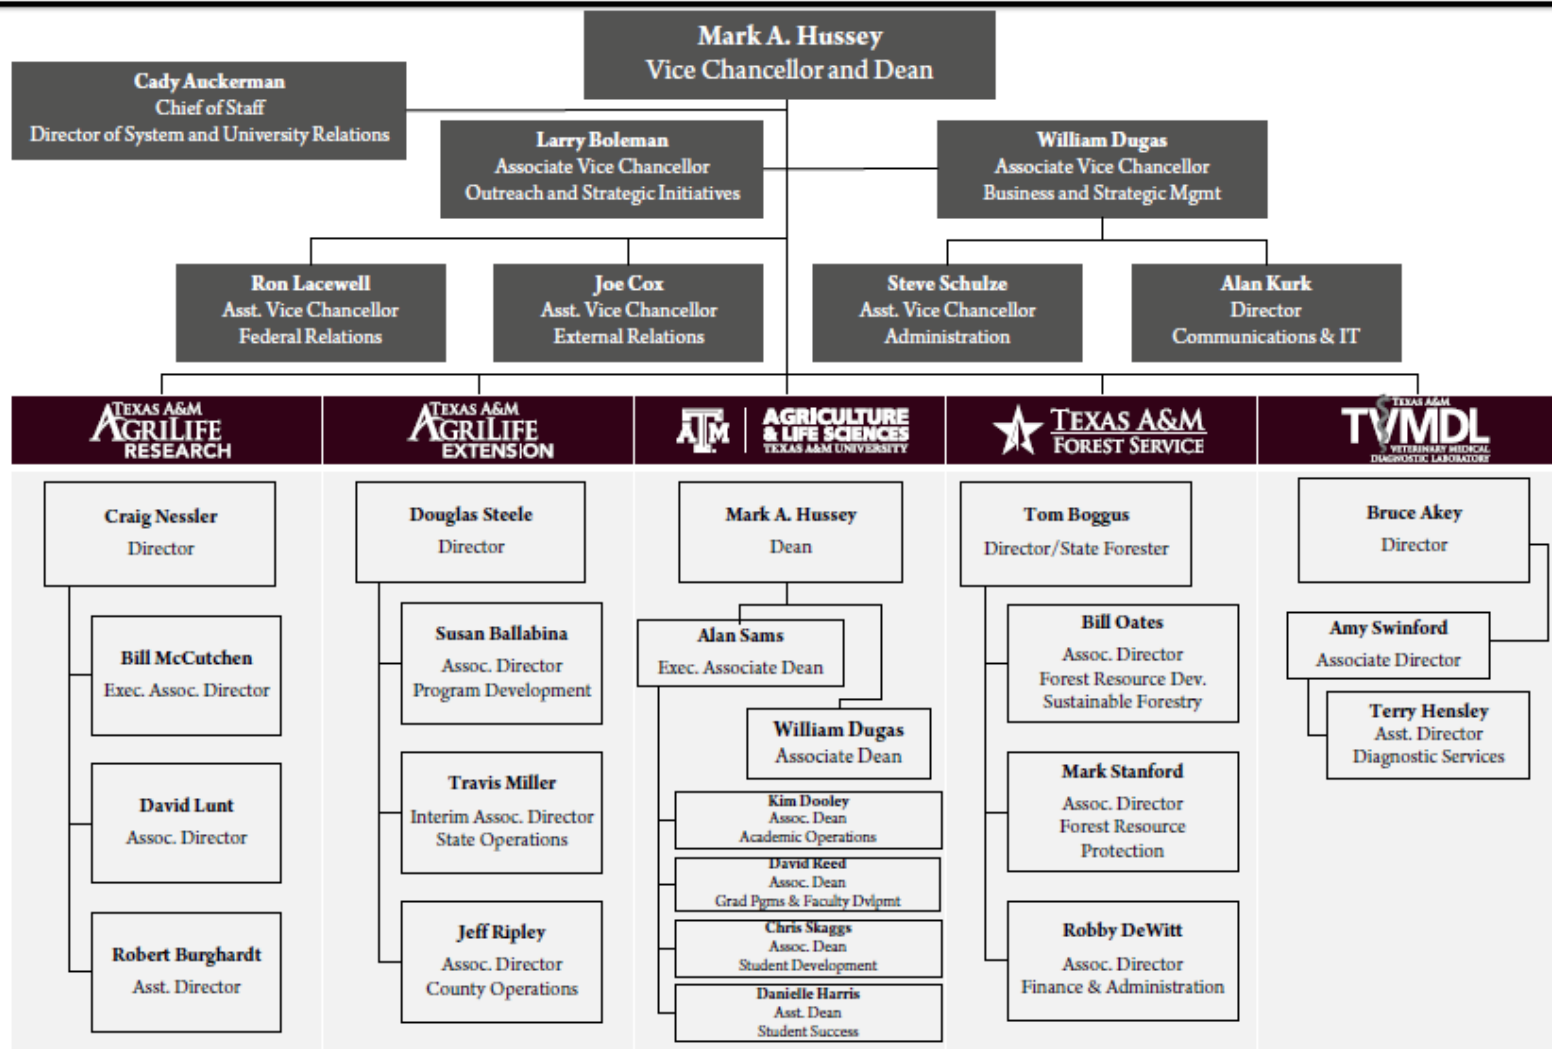 Mark A. Hussey
Vice Chancellor and Dean
Cady Auckerman
Chief of Staff
Director of System and University Relations
Larry Boleman
Associate Vice Chancellor
Outreach and Strategic Initiatives
William Dugas
Associate Vice Chancellor
Business and Strategic Mgmt
Ron Lacewell
Asst. Vice Chancellor
Federal Relations
Joe Cox
Asst. Vice Chancellor
External Relations
Steve Schulze
Asst. Vice Chancellor
Administration
Alan Kurk
Director
Communications & IT
TEXAS A&M
AGRILIFE
RESEARCH
TEXAS A&M
AGRILIFE
EXTENSION
ATM
AGRICULTURE
& LIFE SCIENCES
TEXAS A&M UNIVERSITY
TEXAS A&M
FOREST SERVICE
TEXAS A&M
TVMDL
VETERINARY MEDICAL
DIAGNOSTIC LABORATORY
Craig Nessler
Director
Bill McCutchen
Exec. Assoc. Director
David Lunt
Assoc. Director
Robert Burghardt
Asst. Director
Douglas Steele
Director
Susan Ballabina
Assoc. Director
Program Development
Travis Miller
Interim Assoc. Director
State Operations
Jeff Ripley
Assoc. Director
County Operations
Mark A. Hussey
Dean
Alan Sams
Exec. Associate Dean
William Dugas
Associate Dean
Kim Dooley
Assoc. Dean
Academic Operations
David Reed
Assoc. Dean
Grad Pgms & Faculty Dvlpmt
Chris Skaggs
Assoc. Dean
Student Development
Danielle Harris
Asst. Dean
Student Success
Tom Boggus
Director/State Forester
Bill Oates
Assoc. Director
Forest Resource Dev.
Sustainable Forestry
Mark Stanford
Assoc. Director
Forest Resource
Protection
Robby DeWitt
Assoc. Director
Finance & Administration
Bruce Akey
Director
Amy Swinford
Associate Director
Terry Hensley
Asst. Director
Diagnostic Services